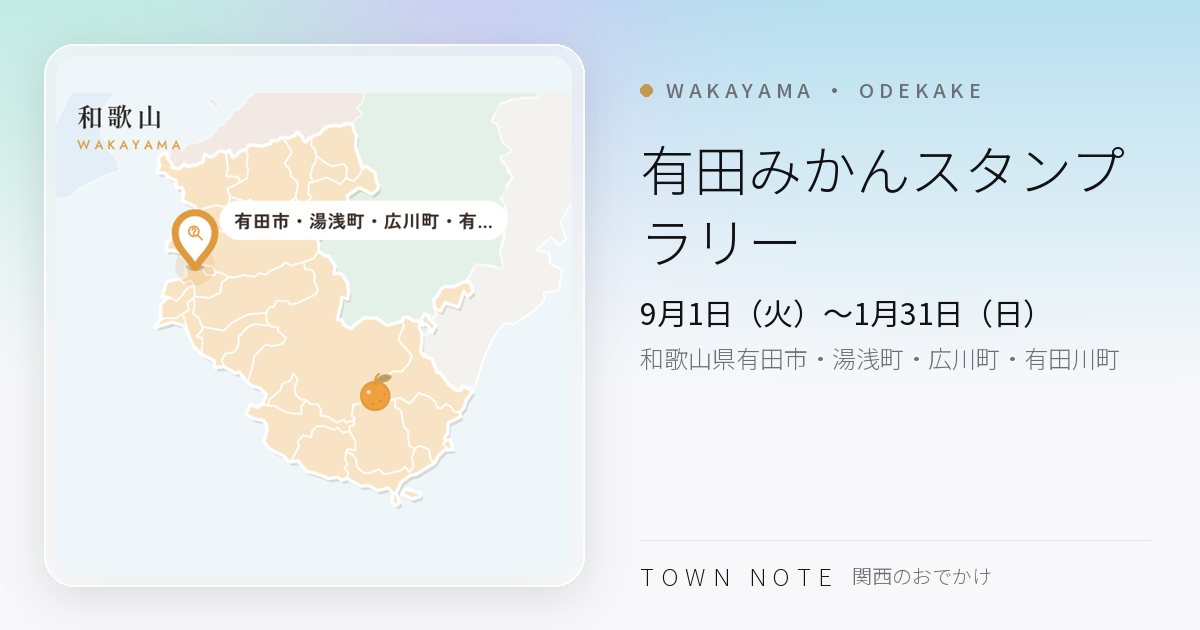 和歌山
WAKAYAMA
有田市・湯浅町・広川町・有...
WAKAYAMA • ODEKAKE
有田みかんスタンプ
ラリー
9月1日（火）〜1月31日（日）
和歌山県有田市・湯浅町・広川町・有田川町
TOWN NOTE 関西のおでかけ